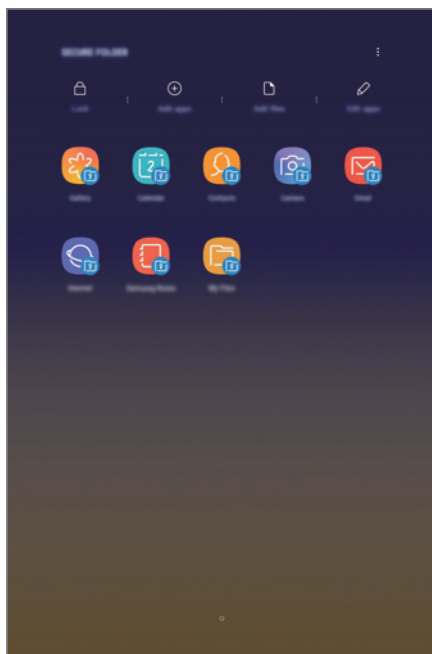 SECURE FOLDER
Lock Add apps Add files Edit apps
Gallery Calendar Contacts Camera Email
2
Internet Samsung Notes My Files